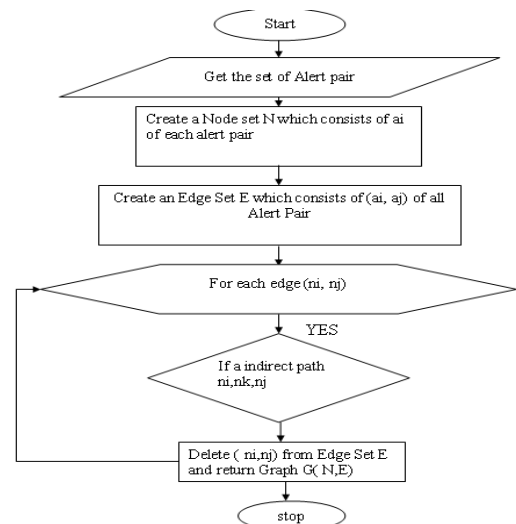 Start
Get the set of Alert pair
Create a Node set N which consists of ai
of each alert pair
Create an Edge Set E which consists of (ai, aj) of all
Alert Pair
For each edge (ni, nj)
YES
If a indirect path
ni,nk,nj
Delete ( ni,nj) from Edge Set E
and return Graph G( N,E)
stop